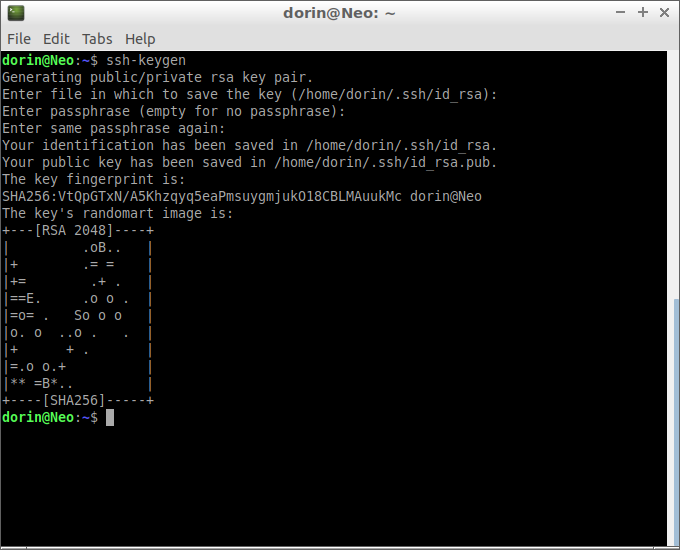 dorin@Neo: ~
File Edit Tabs Help
dorin@Neo:~$ ssh-keygen
Generating public/private rsa key pair.
Enter file in which to save the key (/home/dorin/.ssh/id_rsa):
Enter passphrase (empty for no passphrase):
Enter same passphrase again:
Your identification has been saved in /home/dorin/.ssh/id_rsa.
Your public key has been saved in /home/dorin/.ssh/id_rsa.pub.
The key fingerprint is:
SHA256:VtQpGTxN/A5Khzqyq5eaPmsuygmjukO18CBLMAuukMc dorin@Neo
The key's randomart image is:
+---[RSA 2048]----+
|         .oB..   |
|+        .= =    |
|+=        .+ .   |
|==E.     .o o .  |
|=o= .   So o o   |
|o. o  ..o .   .  |
|+      + .       |
|=.o o.+          |
|** =B*..         |
+----[SHA256]-----+
dorin@Neo:~$